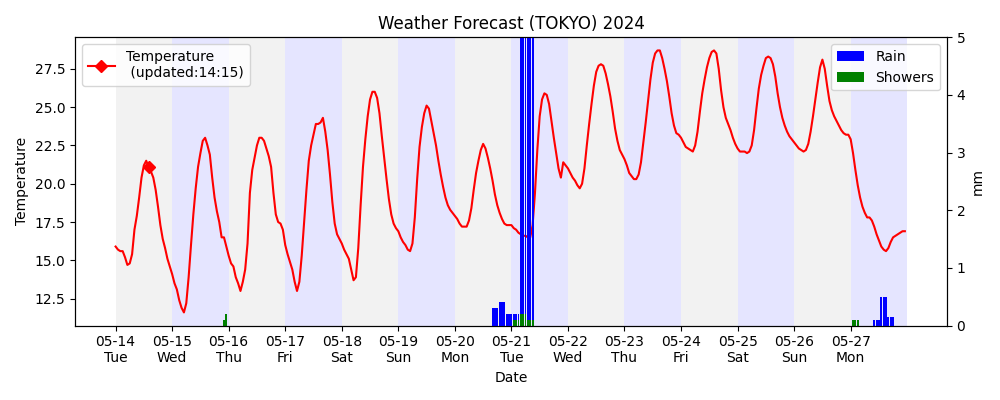 Weather Forecast (TOKYO) 2024
Temperature
(updated:14:15)
Rain
Showers
Temperature
27.5
25.0
22.5
20.0
17.5
15.0
12.5
5
4
3
2
1
0
mm
05-14 05-15 05-16 05-17 05-18 05-19 05-20 05-21 05-22 05-23 05-24 05-25 05-26 05-27
Tue Wed Thu Fri Sat Sun Mon Tue Wed Thu Fri Sat Sun Mon
Date